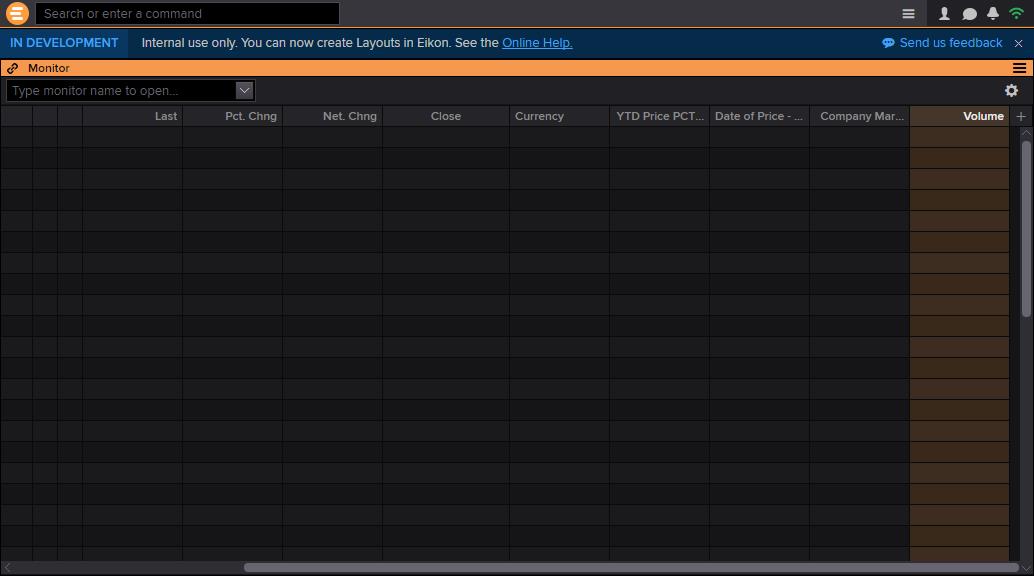 Search or enter a command
IN DEVELOPMENT Internal use only. You can now create Layouts in Eikon. See the Online Help. Send us feedback
Monitor
Type monitor name to open...
Last Pct. Chng Net. Chng Close Currency YTD Price PCT... Date of Price - ... Company Mar... Volume +